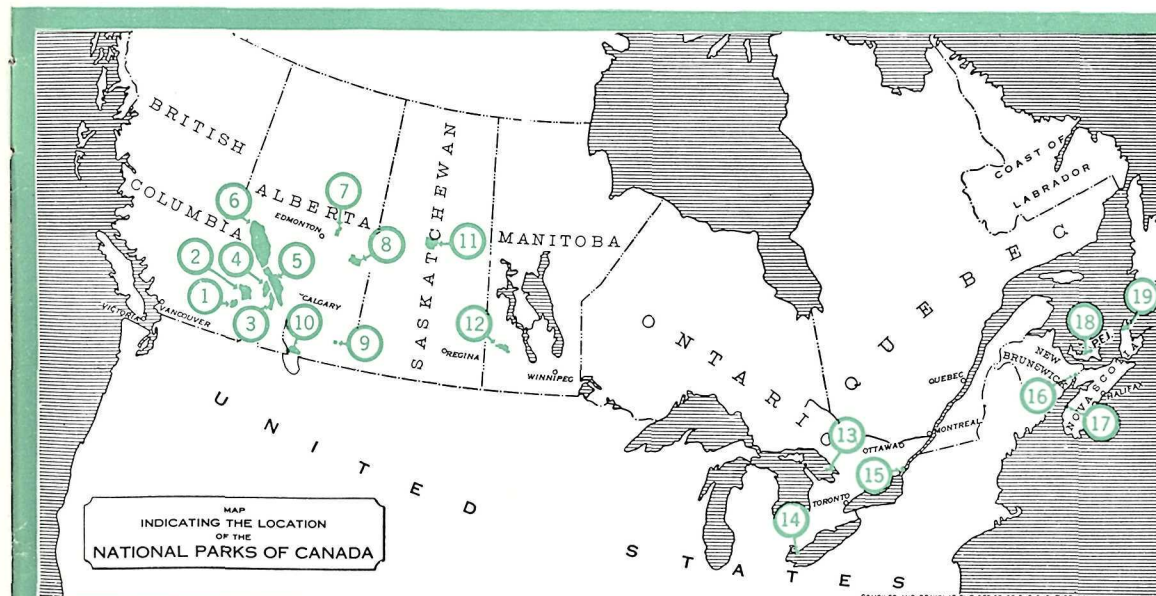 BRITISH
COLUMBIA
ALBERTA
SASKATCHEWAN
MANITOBA
ONTARIO
QUEBEC
COAST OF
LABRADOR
NEW
BRUNSWICK
P.E.I.
NOVA SCOTIA
EDMONTON
CALGARY
VICTORIA
VANCOUVER
REGINA
WINNIPEG
OTTAWA
TORONTO
MONTREAL
QUEBEC
HALIFAX
1
2
3
4
5
6
7
8
9
10
11
12
13
14
15
16
17
18
19
UNITED
STATES
MAP
INDICATING THE LOCATION
OF THE
NATIONAL PARKS OF CANADA